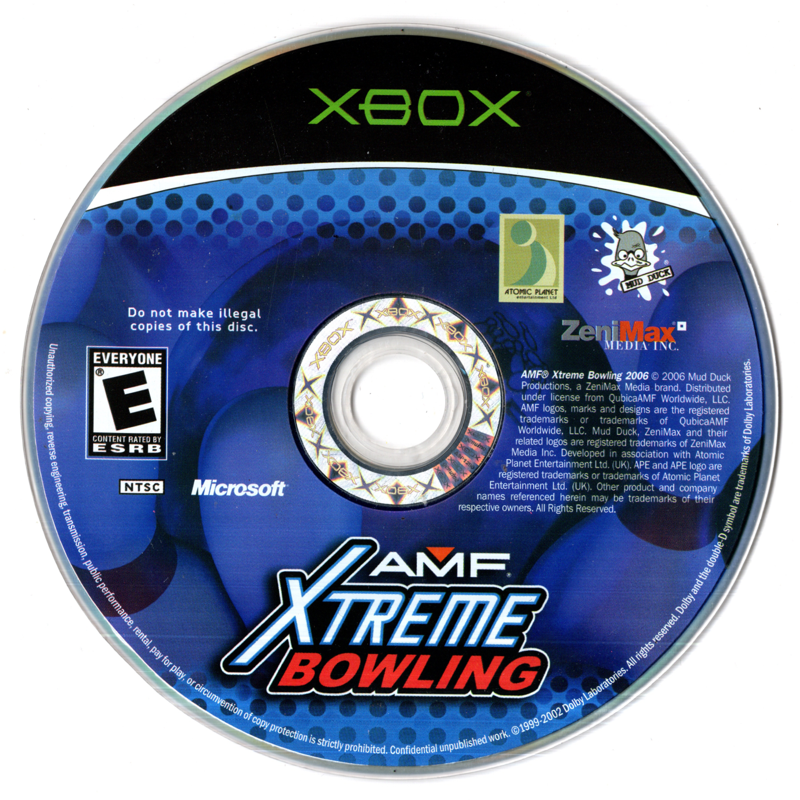 XBOX
ATOMIC PLANET
entertainment Ltd
MUD DUCK
ZeniMax
MEDIA INC.
Do not make illegal
copies of this disc.
EVERYONE
E
CONTENT RATED BY
ESRB
NTSC
Microsoft
AMF® Xtreme Bowling 2006 © 2006 Mud Duck
Productions, a ZeniMax Media brand. Distributed
under license from QubicaAMF Worldwide, LLC.
AMF logos, marks and designs are the registered
trademarks or trademarks of QubicaAMF
Worldwide, LLC. Mud Duck, ZeniMax and their
related logos are registered trademarks of ZeniMax
Media Inc. Developed in association with Atomic
Planet Entertainment Ltd. (UK). APE and APE logo are
registered trademarks or trademarks of Atomic Planet
Entertainment Ltd. (UK). Other product and company
names referenced herein may be trademarks of their
respective owners. All Rights Reserved.
XBOX
AMF
XTREME
BOWLING
Unauthorized copying, reverse engineering, transmission, public performance, rental, pay for play, or circumvention of copy protection is strictly prohibited. Confidential unpublished work. ©1999-2002 Dolby Laboratories. All rights reserved. Dolby and the double-D symbol are trademarks of Dolby Laboratories.